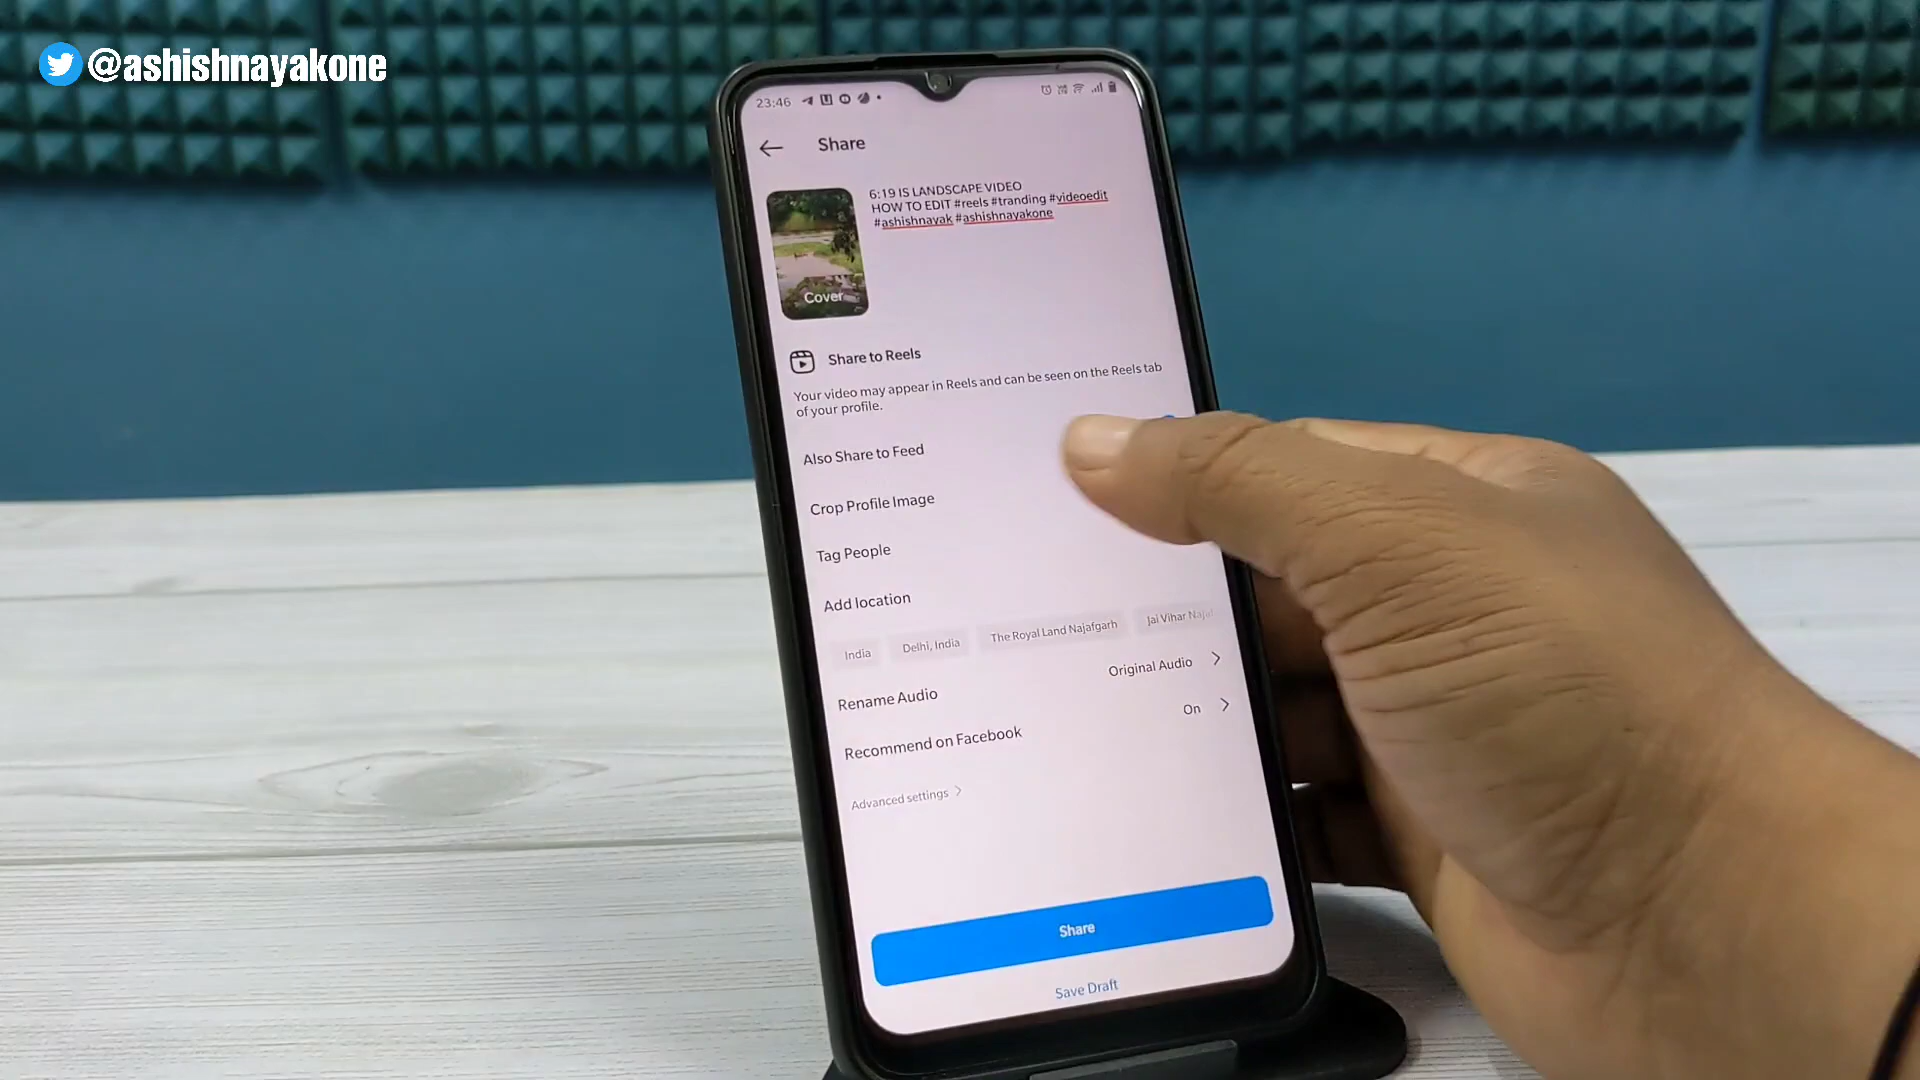 @ashishnayakone
23:46
Share
6:19 IS LANDSCAPE VIDEO
HOW TO EDIT #reels #tranding #videoedit
#ashishnayak #ashishnayakone
Cover
Share to Reels
Your video may appear in Reels and can be seen on the Reels tab
of your profile.
Also Share to Feed
Crop Profile Image
Tag People
Add location
India
Delhi, India
The Royal Land Najafgarh
Jai Vihar
Rename Audio
Original Audio
Recommend on Facebook
On
Advanced settings
Share
Save Draft